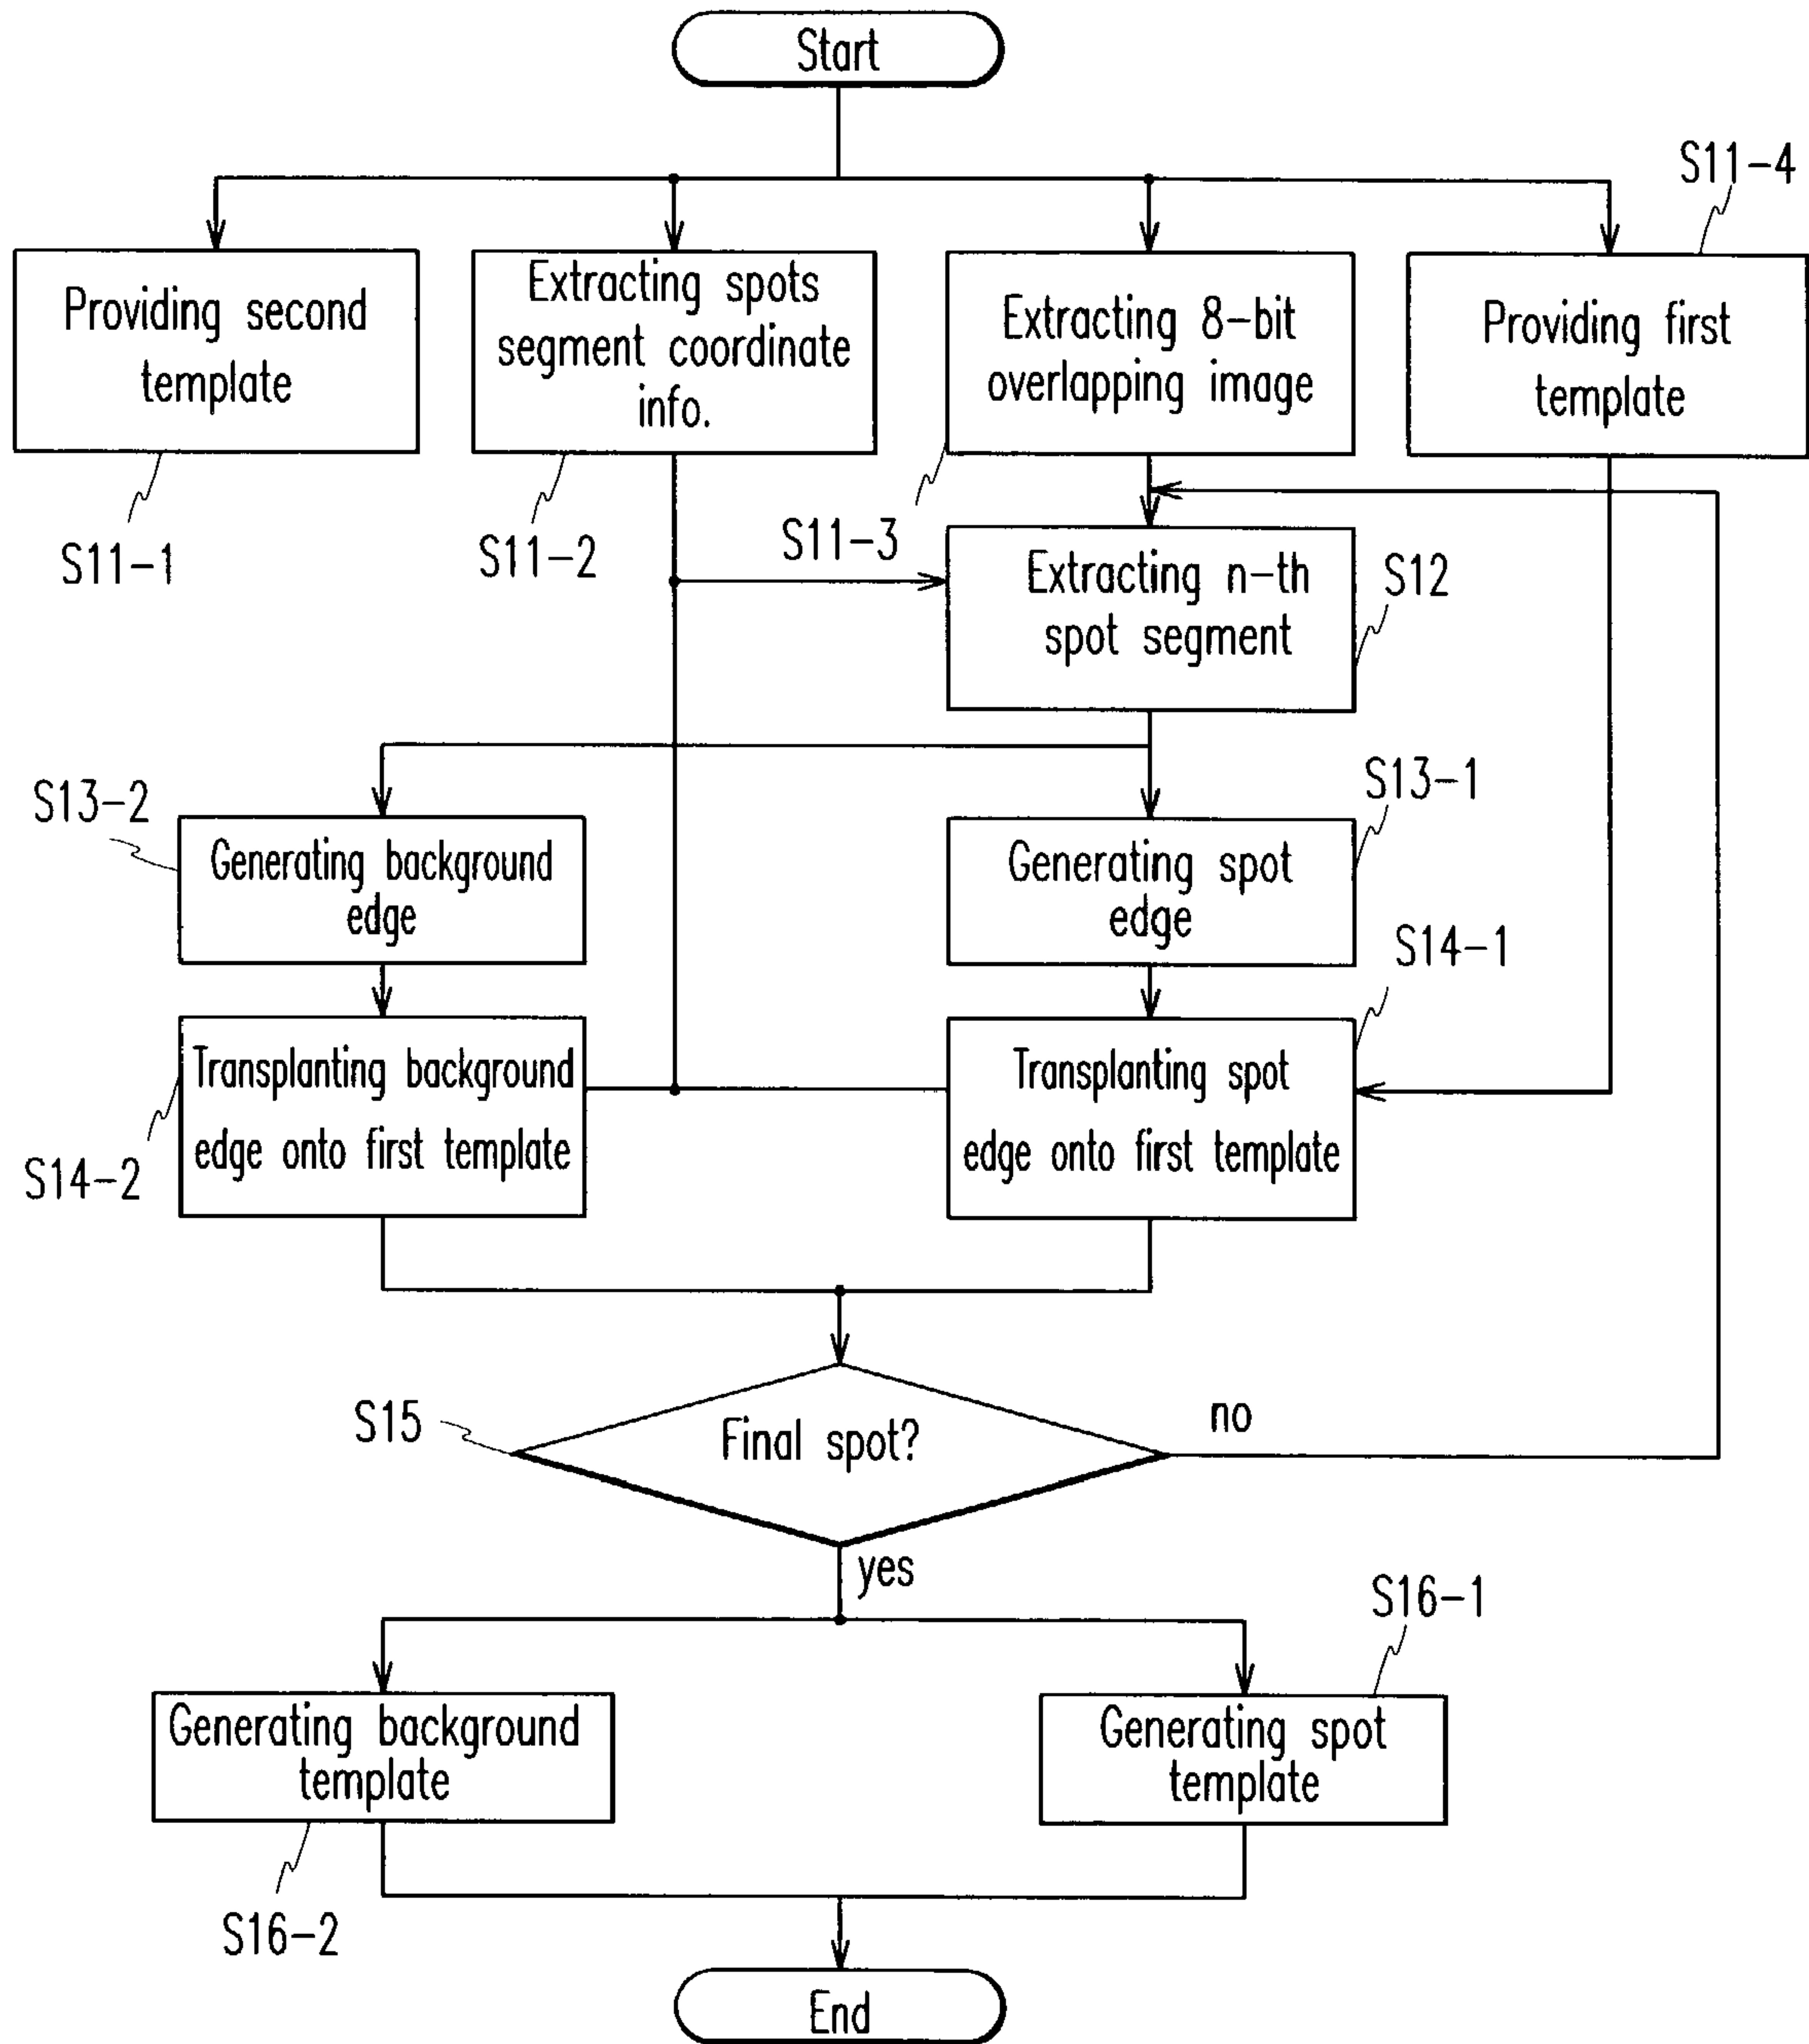 Start
S11-4
Providing second
template
Extracting spots
segment coordinate
info.
Extracting 8-bit
overlapping image
Providing first
template
S11-1
S11-2
S11-3
Extracting n-th
spot segment
S12
S13-2
Generating background
edge
Generating spot
edge
S13-1
S14-1
Transplanting background
edge onto first template
S14-2
Transplanting spot
edge onto first template
S15
Final spot?
no
yes
S16-1
Generating background
template
Generating spot
template
S16-2
End